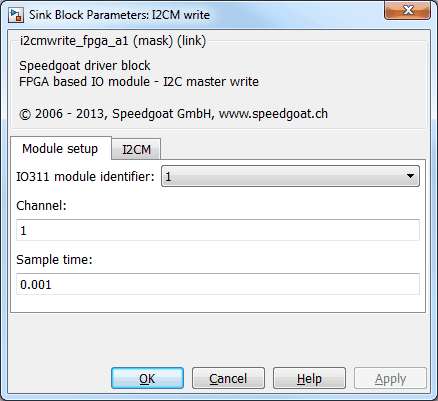 Sink Block Parameters: I2CM write
i2cmwrite_fpga_a1 (mask) (link)
Speedgoat driver block
FPGA based IO module - I2C master write
© 2006 - 2013, Speedgoat GmbH, www.speedgoat.ch
Module setup I2CM
IO311 module identifier: 1
Channel:
1
Sample time:
0.001
OK Cancel Help Apply